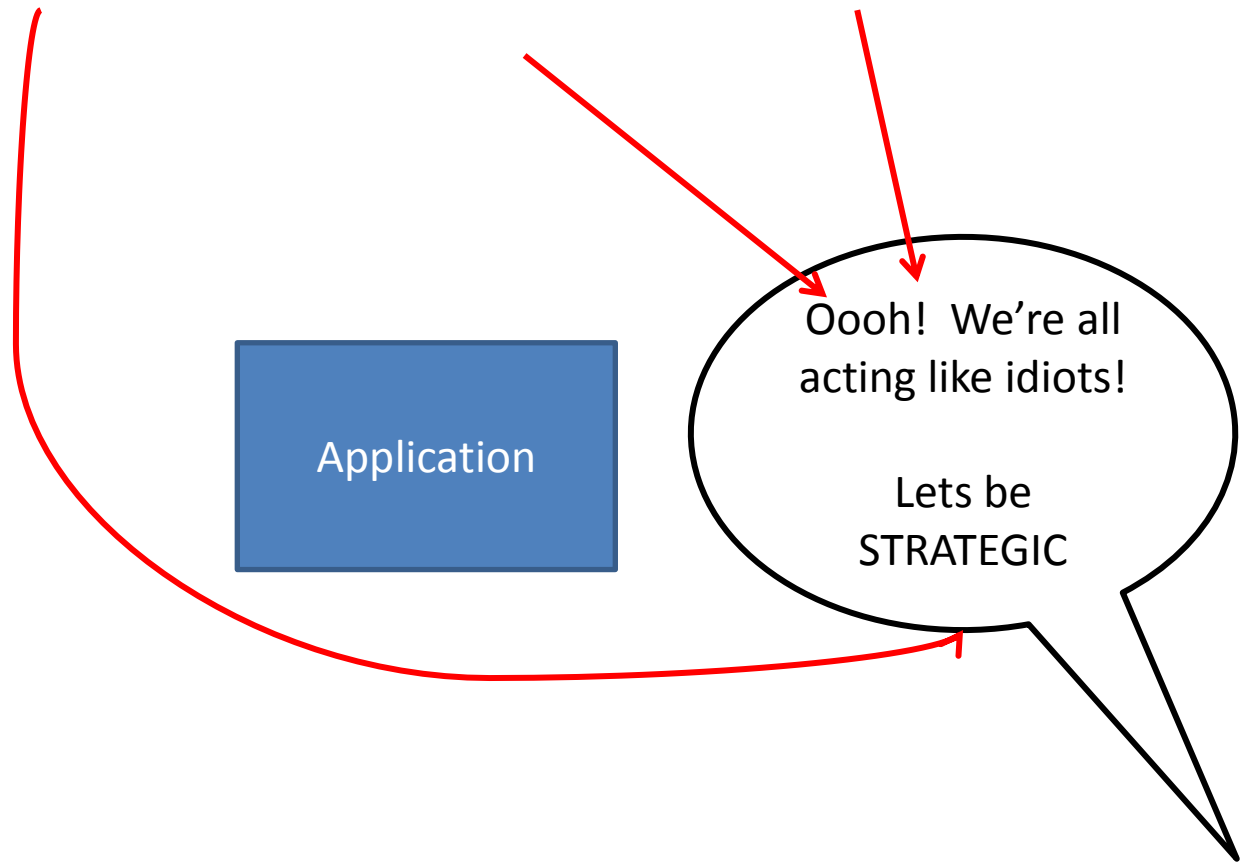 Oooh!  We’re all
acting like idiots!
Application
Lets be
STRATEGIC